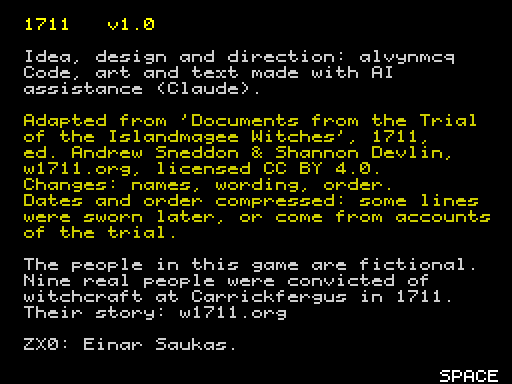 1711 v1.0
Idea, design and direction: alvynmcq
Code, art and text made with AI
assistance (Claude).
Adapted from 'Documents from the Trial
of the Islandmagee Witches', 1711,
ed. Andrew Sneddon & Shannon Devlin,
w1711.org, licensed CC BY 4.0.
Changes: names, wording, order.
Dates and order compressed: some lines
were sworn later, or come from accounts
of the trial.
The people in this game are fictional.
Nine real people were convicted of
witchcraft at Carrickfergus in 1711.
Their story: w1711.org
ZX0: Einar Saukas.
SPACE